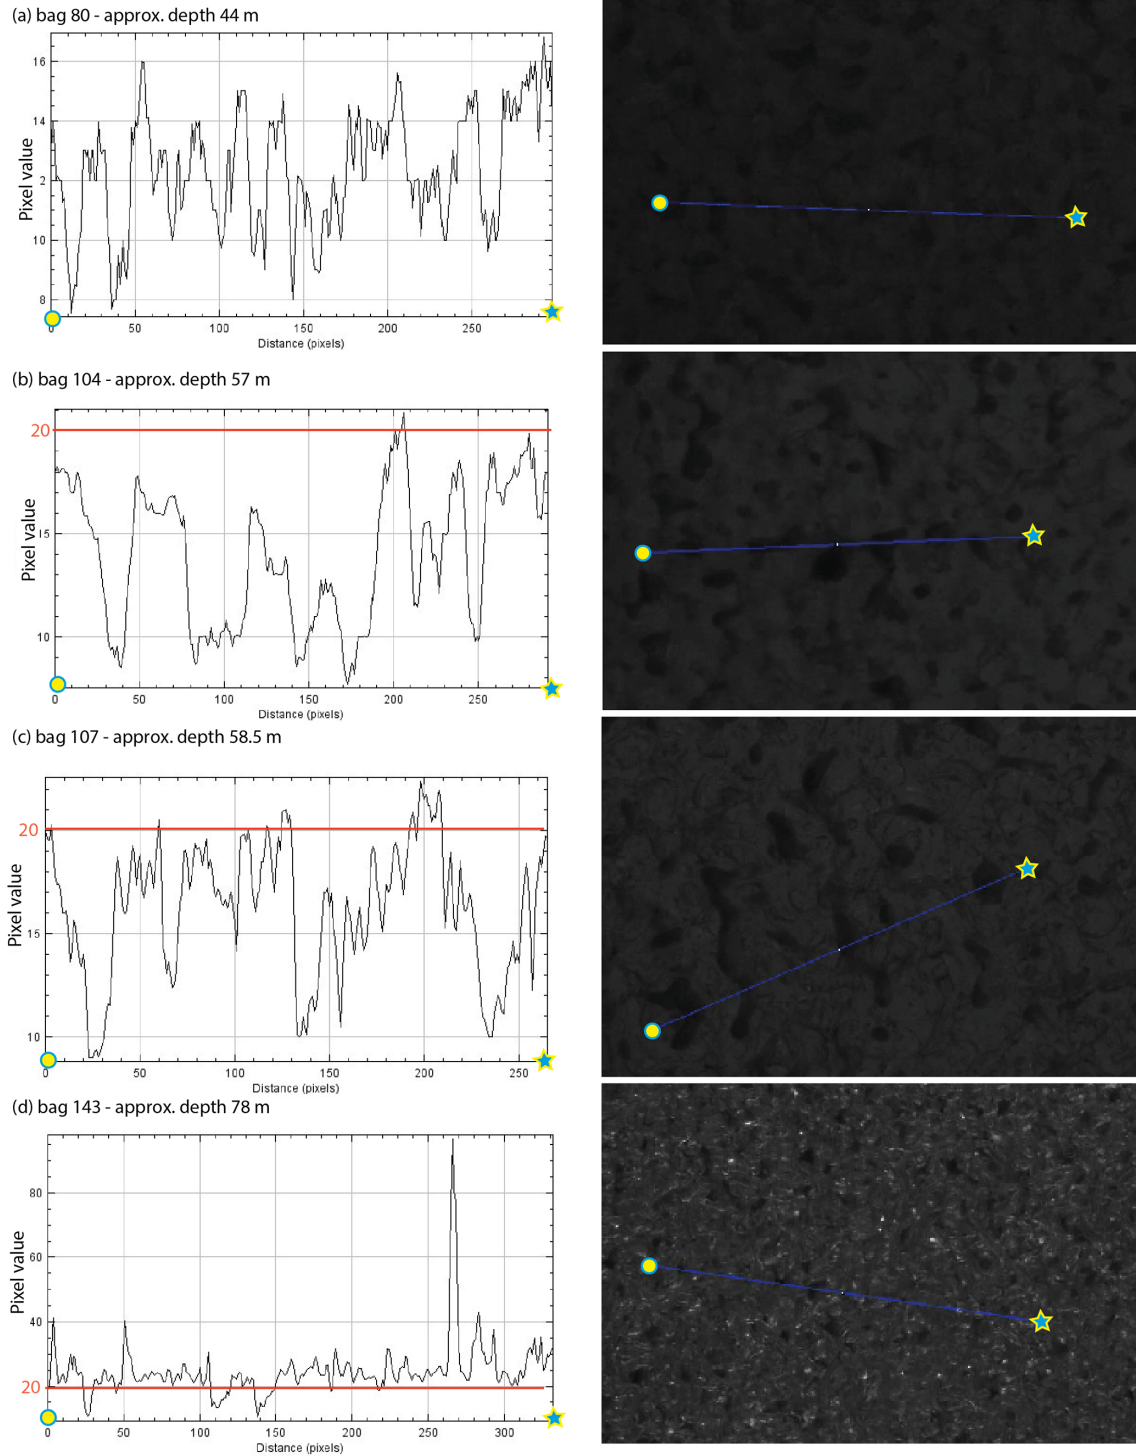 (a) bag 80 - approx. depth 44 m
16
14
12
10
8
Pixel value
0 50 100 150 200 250
Distance (pixels)
(b) bag 104 - approx. depth 57 m
20
15
10
Pixel value
0 50 100 150 200 250
Distance (pixels)
(c) bag 107 - approx. depth 58.5 m
20
15
10
Pixel value
0 50 100 150 200 250
Distance (pixels)
(d) bag 143 - approx. depth 78 m
80
60
40
20
Pixel value
0 50 100 150 200 250 300
Distance (pixels)